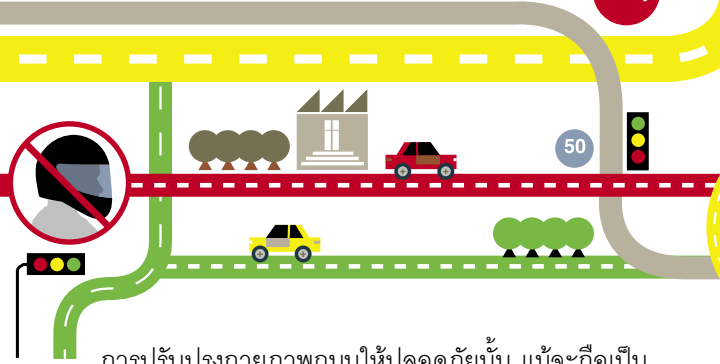 50
การปรับปรุงกายภาพถนนให้ปลอดภัยนั้น แม้จะถือเป็น